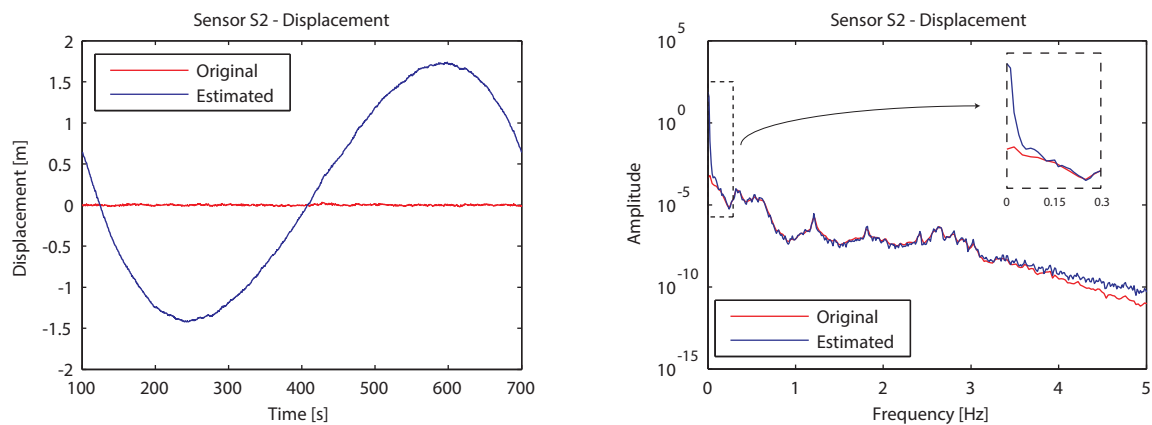 Sensor S2 - Displacement
2
1.5
1
0.5
0
-0.5
-1
-1.5
-2
Displacement [m]
Original
Estimated
100 200 300 400 500 600 700
Time [s]
Sensor S2 - Displacement
10^5
10^0
10^-5
10^-10
10^-15
Amplitude
0 0.15 0.3
Original
Estimated
0 1 2 3 4 5
Frequency [Hz]